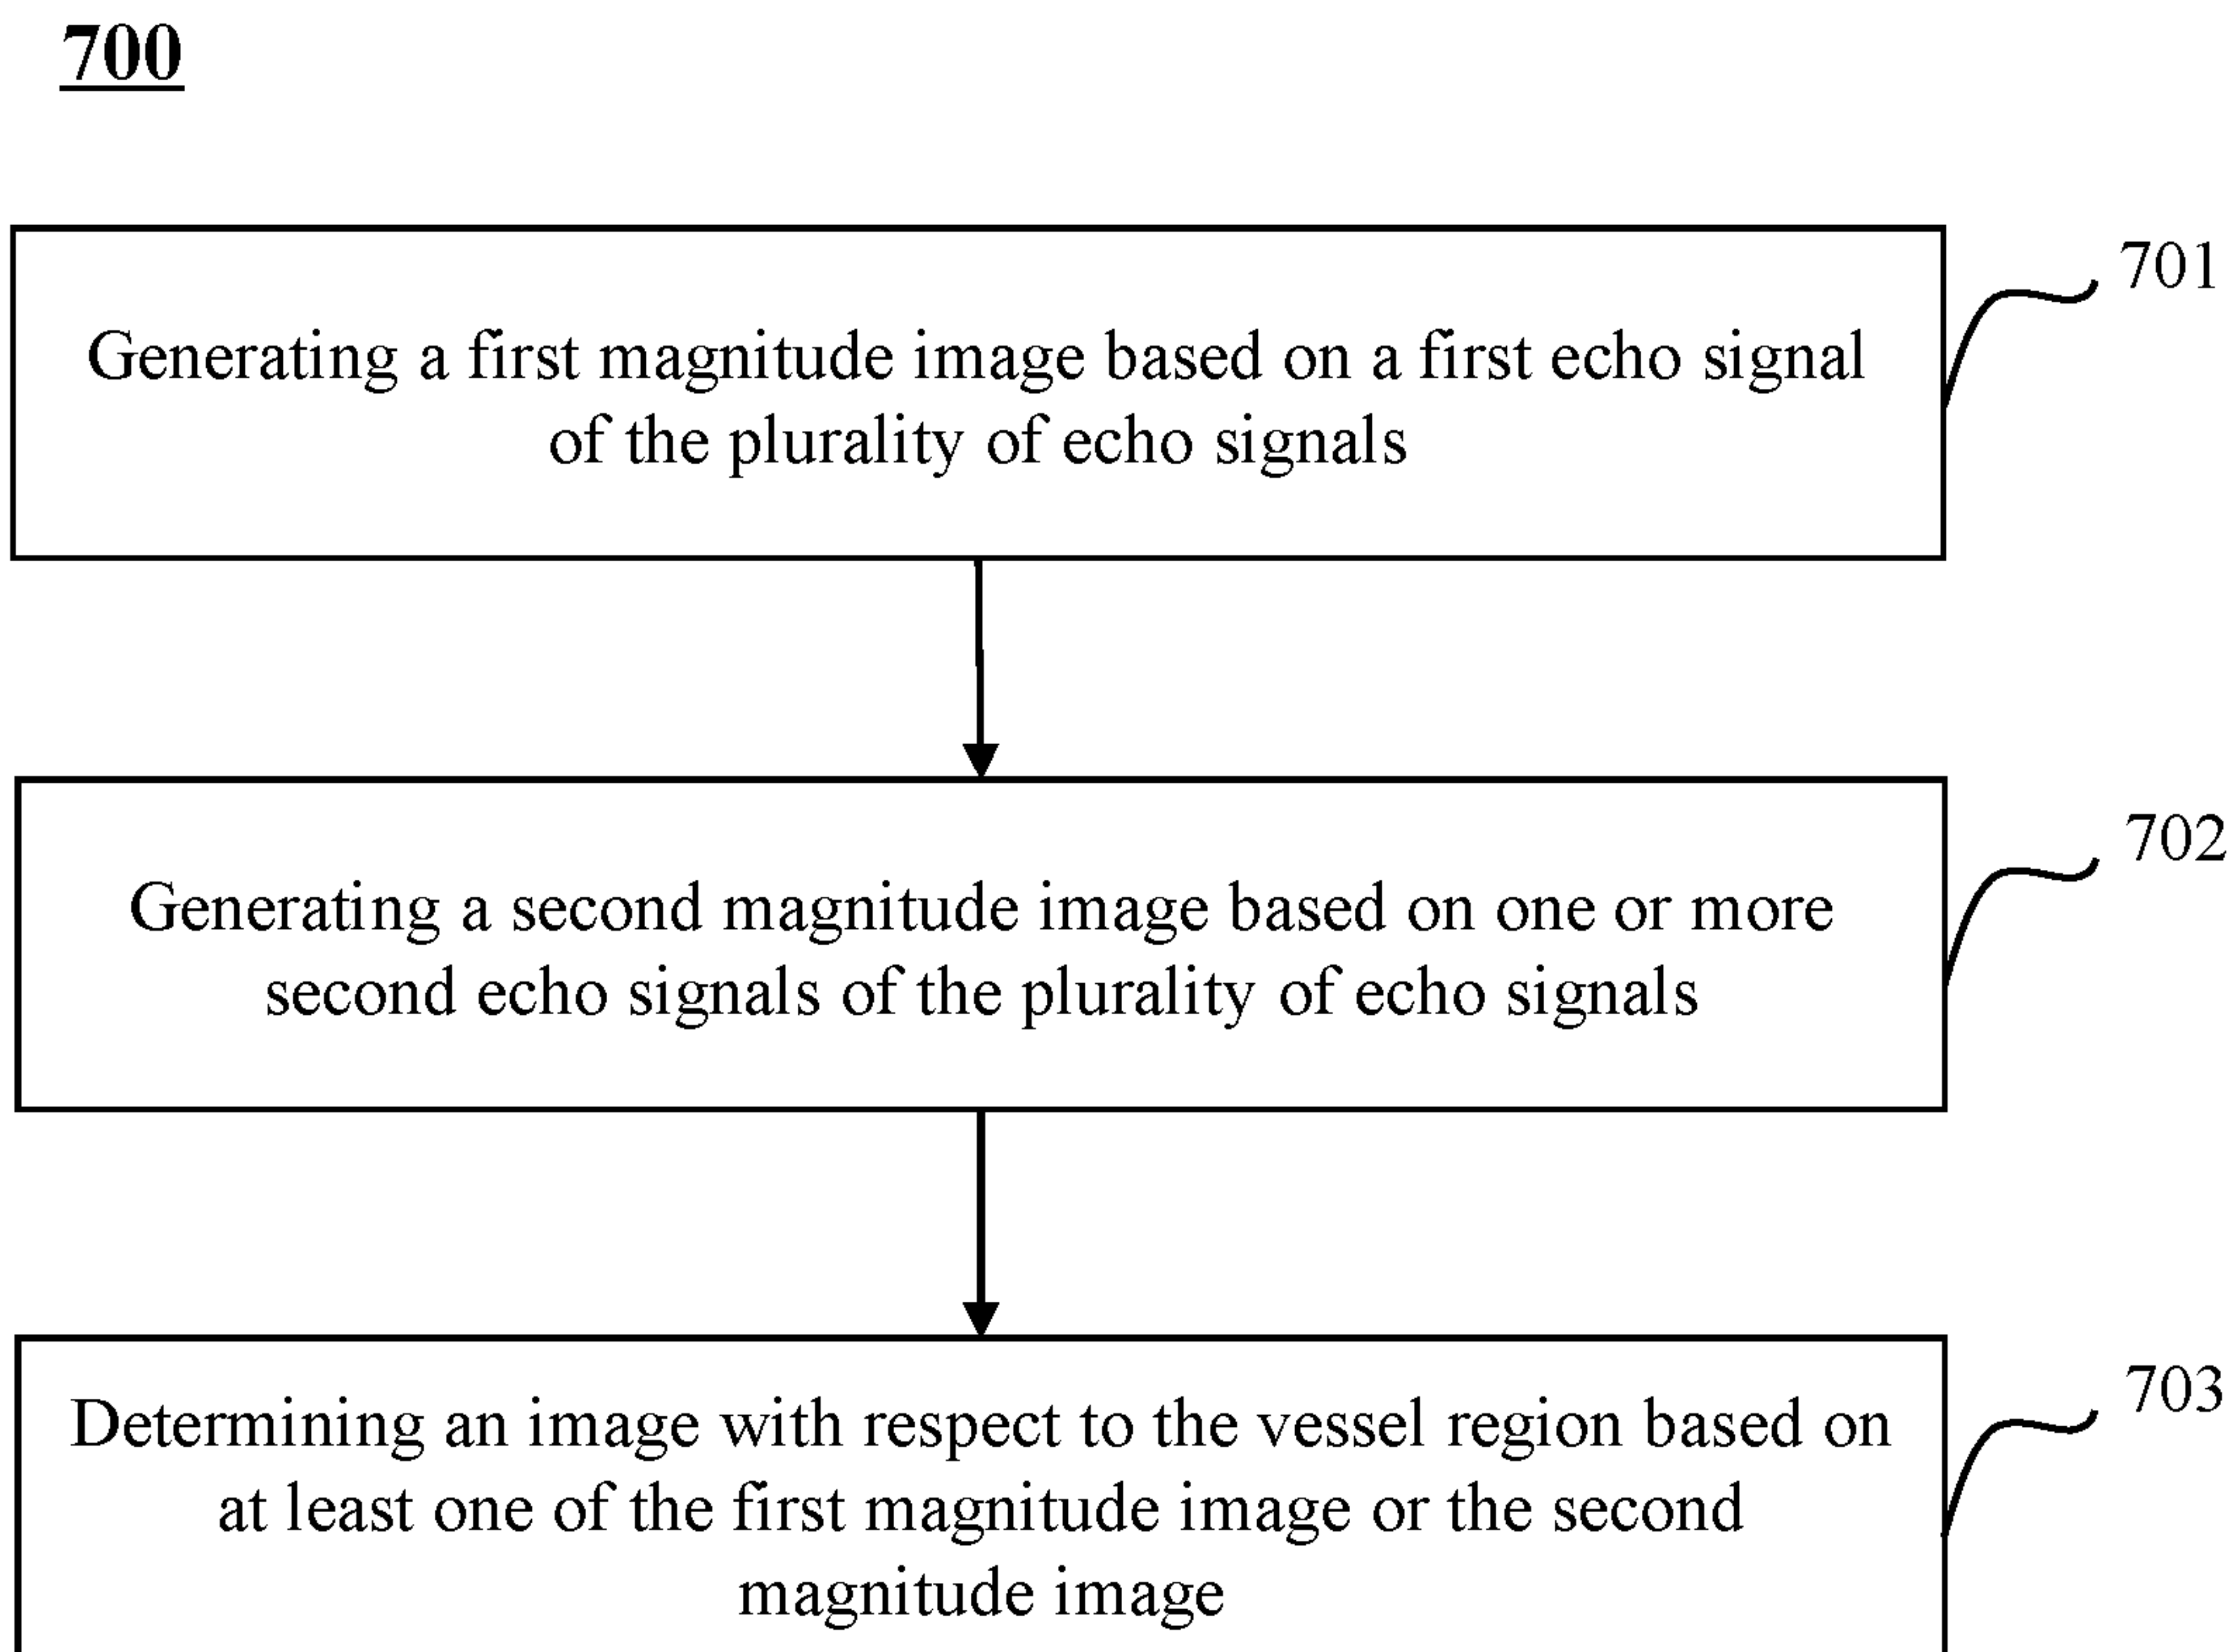 700
701
Generating a first magnitude image based on a first echo signal
of the plurality of echo signals
702
Generating a second magnitude image based on one or more
second echo signals of the plurality of echo signals
703
Determining an image with respect to the vessel region based on
at least one of the first magnitude image or the second
magnitude image